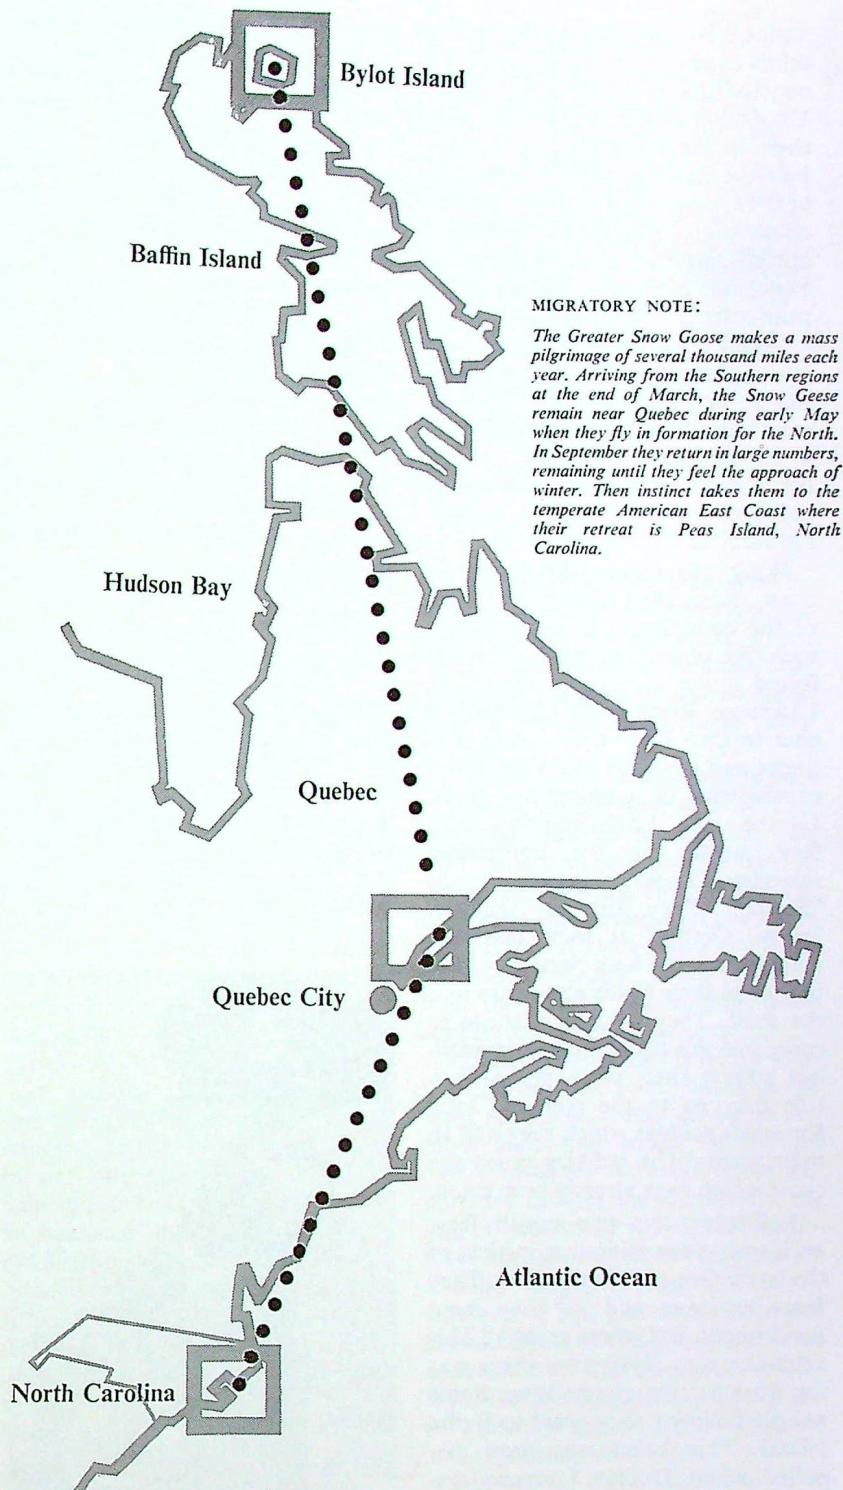 Bylot Island
Baffin Island
MIGRATORY NOTE:
The Greater Snow Goose makes a mass
pilgrimage of several thousand miles each
year. Arriving from the Southern regions
at the end of March, the Snow Geese
remain near Quebec during early May
when they fly in formation for the North.
In September they return in large numbers,
remaining until they feel the approach of
winter. Then instinct takes them to the
temperate American East Coast where
their retreat is Peas Island, North
Carolina.
Hudson Bay
Quebec
Quebec City
Atlantic Ocean
North Carolina